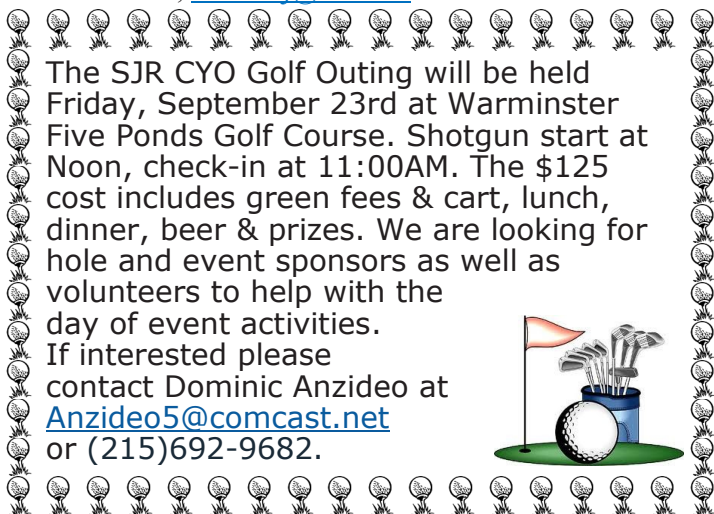 The SJR CYO Golf Outing will be held
Friday, September 23rd at Warminster
Five Ponds Golf Course. Shotgun start at
Noon, check-in at 11:00AM. The $125
cost includes green fees & cart, lunch,
dinner, beer & prizes. We are looking for
hole and event sponsors as well as
volunteers to help with the
day of event activities.
If interested please
contact Dominic Anzideo at
Anzideo5@comcast.net
or (215)692-9682.